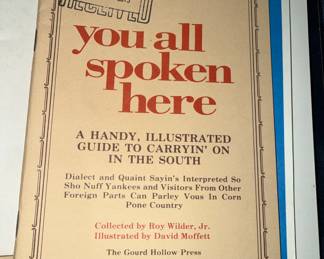 RECEIVED
you all
spoken
here
A HANDY, ILLUSTRATED
GUIDE TO CARRYIN' ON
IN THE SOUTH
Dialect and Quaint Sayin's Interpreted So
Sho Nuff Yankees and Visitors From Other
Foreign Parts Can Parley Vous In Corn
Pone Country
Collected by Roy Wilder, Jr.
Illustrated by David Moffett
The Gourd Hollow Press